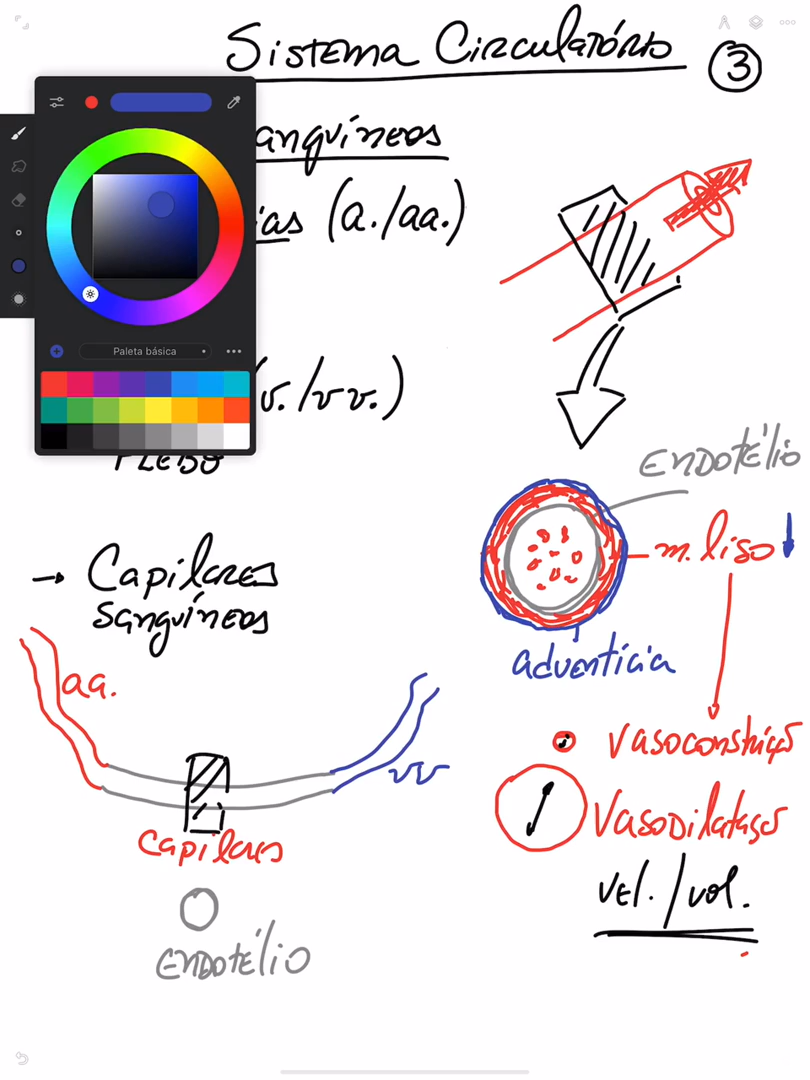 Sistema Circulatório
3
anguíneos
ias (a./aa.)
Paleta básica
(v./vv.)
Flebo
Endotélio
m. liso
→ Capilares
sanguíneos
adventícia
aa.
Vasoconstrição
vv
Vasodilatação
Capilares
vel./vol.
Endotélio